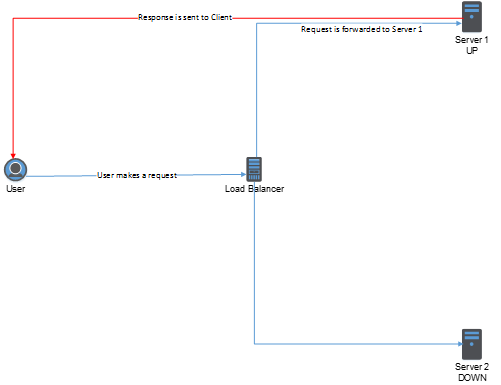 Response is sent to Client
Request is forwarded to Server 1
Server 1
UP
User makes a request
User
Load Balancer
Server 2
DOWN